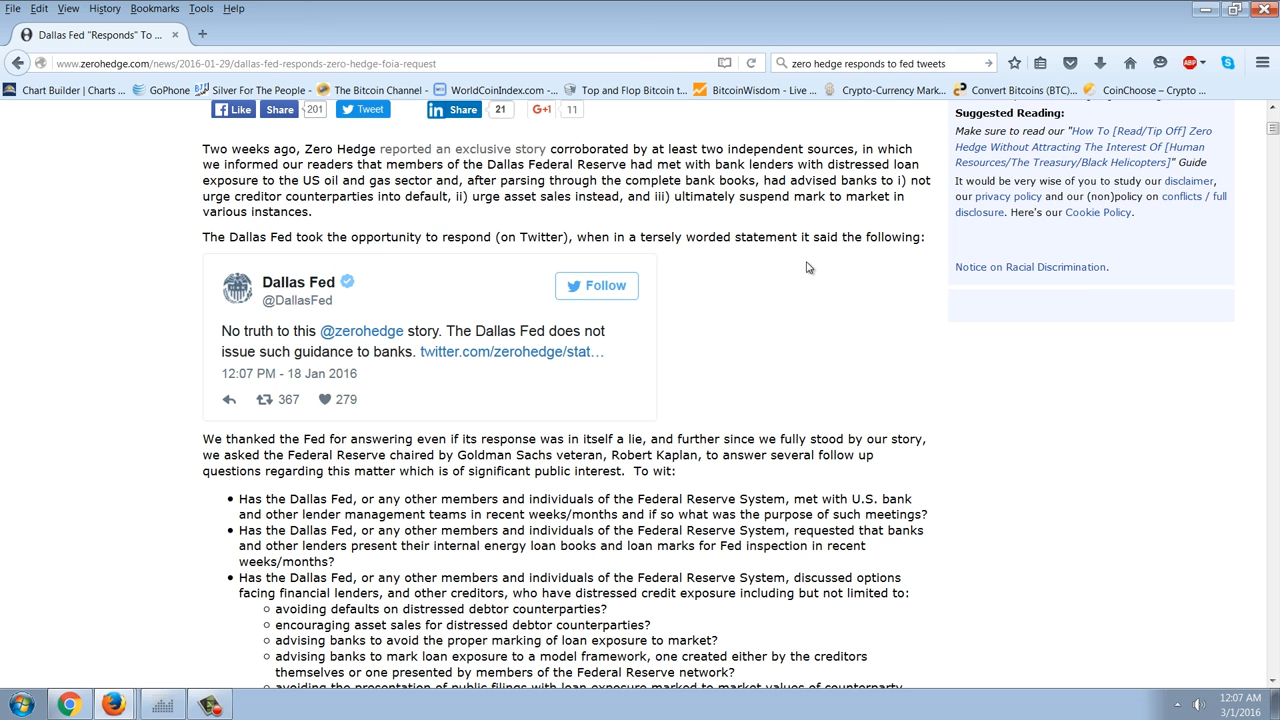 File Edit View History Bookmarks Tools Help
Dallas Fed "Responds" To ...
www.zerohedge.com/news/2016-01-29/dallas-fed-responds-zero-hedge-foia-request
zero hedge responds to fed tweets
ABP
Chart Builder | Charts ... GoPhone Silver For The People - The Bitcoin Channel - WorldCoinIndex.com -... Top and Flop Bitcoin t... BitcoinWisdom - Live ... Crypto-Currency Mark... Convert Bitcoins (BTC)... CoinChoose – Crypto ...
Like Share 201 Tweet Share 21 G+1 11
Two weeks ago, Zero Hedge reported an exclusive story corroborated by at least two independent sources, in which
we informed our readers that members of the Dallas Federal Reserve had met with bank lenders with distressed loan
exposure to the US oil and gas sector and, after parsing through the complete bank books, had advised banks to i) not
urge creditor counterparties into default, ii) urge asset sales instead, and iii) ultimately suspend mark to market in
various instances.
The Dallas Fed took the opportunity to respond (on Twitter), when in a tersely worded statement it said the following:
Dallas Fed
@DallasFed
Follow
No truth to this @zerohedge story. The Dallas Fed does not
issue such guidance to banks. twitter.com/zerohedge/stat…
12:07 PM - 18 Jan 2016
367 279
We thanked the Fed for answering even if its response was in itself a lie, and further since we fully stood by our story,
we asked the Federal Reserve chaired by Goldman Sachs veteran, Robert Kaplan, to answer several follow up
questions regarding this matter which is of significant public interest. To wit:
• Has the Dallas Fed, or any other members and individuals of the Federal Reserve System, met with U.S. bank
and other lender management teams in recent weeks/months and if so what was the purpose of such meetings?
• Has the Dallas Fed, or any other members and individuals of the Federal Reserve System, requested that banks
and other lenders present their internal energy loan books and loan marks for Fed inspection in recent
weeks/months?
• Has the Dallas Fed, or any other members and individuals of the Federal Reserve System, discussed options
facing financial lenders, and other creditors, who have distressed credit exposure including but not limited to:
avoiding defaults on distressed debtor counterparties?
encouraging asset sales for distressed debtor counterparties?
advising banks to avoid the proper marking of loan exposure to market?
advising banks to mark loan exposure to a model framework, one created either by the creditors
themselves or one presented by members of the Federal Reserve network?
avoiding the presentation of public filings with loan exposure marked to market values of counterparty
Suggested Reading:
Make sure to read our "How To [Read/Tip Off] Zero
Hedge Without Attracting The Interest Of [Human
Resources/The Treasury/Black Helicopters]" Guide
It would be very wise of you to study our disclaimer,
our privacy policy and our (non)policy on conflicts / full
disclosure. Here's our Cookie Policy.
Notice on Racial Discrimination.
12:07 AM
3/1/2016